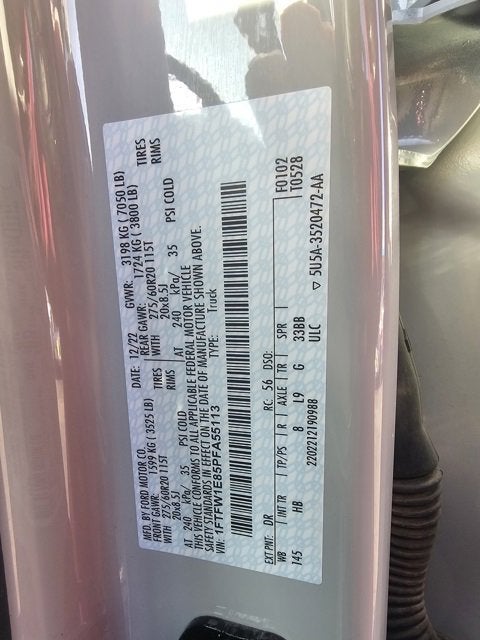 MFD. BY FORD MOTOR CO.
DATE: 12/22 GVWR: 3198 KG ( 7050 LB)
FRONT GAWR: 1599 KG ( 3525 LB) REAR GAWR: 1724 KG ( 3800 LB)
WITH 275/60R20 115T TIRES WITH 275/60R20 115T TIRES
20x8.5J RIMS 20x8.5J RIMS
AT 240 kPa/ 35 PSI COLD AT 240 kPa/ 35 PSI COLD
THIS VEHICLE CONFORMS TO ALL APPLICABLE FEDERAL MOTOR VEHICLE
SAFETY STANDARDS IN EFFECT ON THE DATE OF MANUFACTURE SHOWN ABOVE.
VIN: 1FTFW1E85PFA55113 TYPE: Truck
F0102
T0528
EXT PNT: DR RC: 56 DSO:
WB INT TR TP/PS R AXLE TR SPR
145 HB 8 L9 G 33BB
2202212190988 ULC ▽ 5U5A-3520472-AA